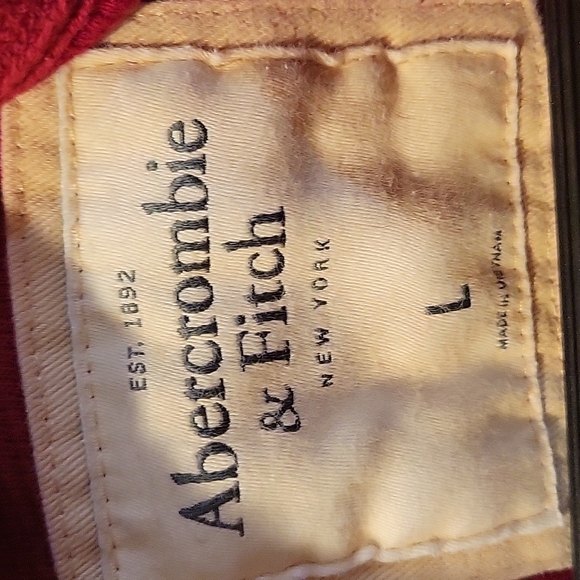 EST. 1892
Abercrombie
& Fitch
NEW YORK
L
MADE IN VIETNAM